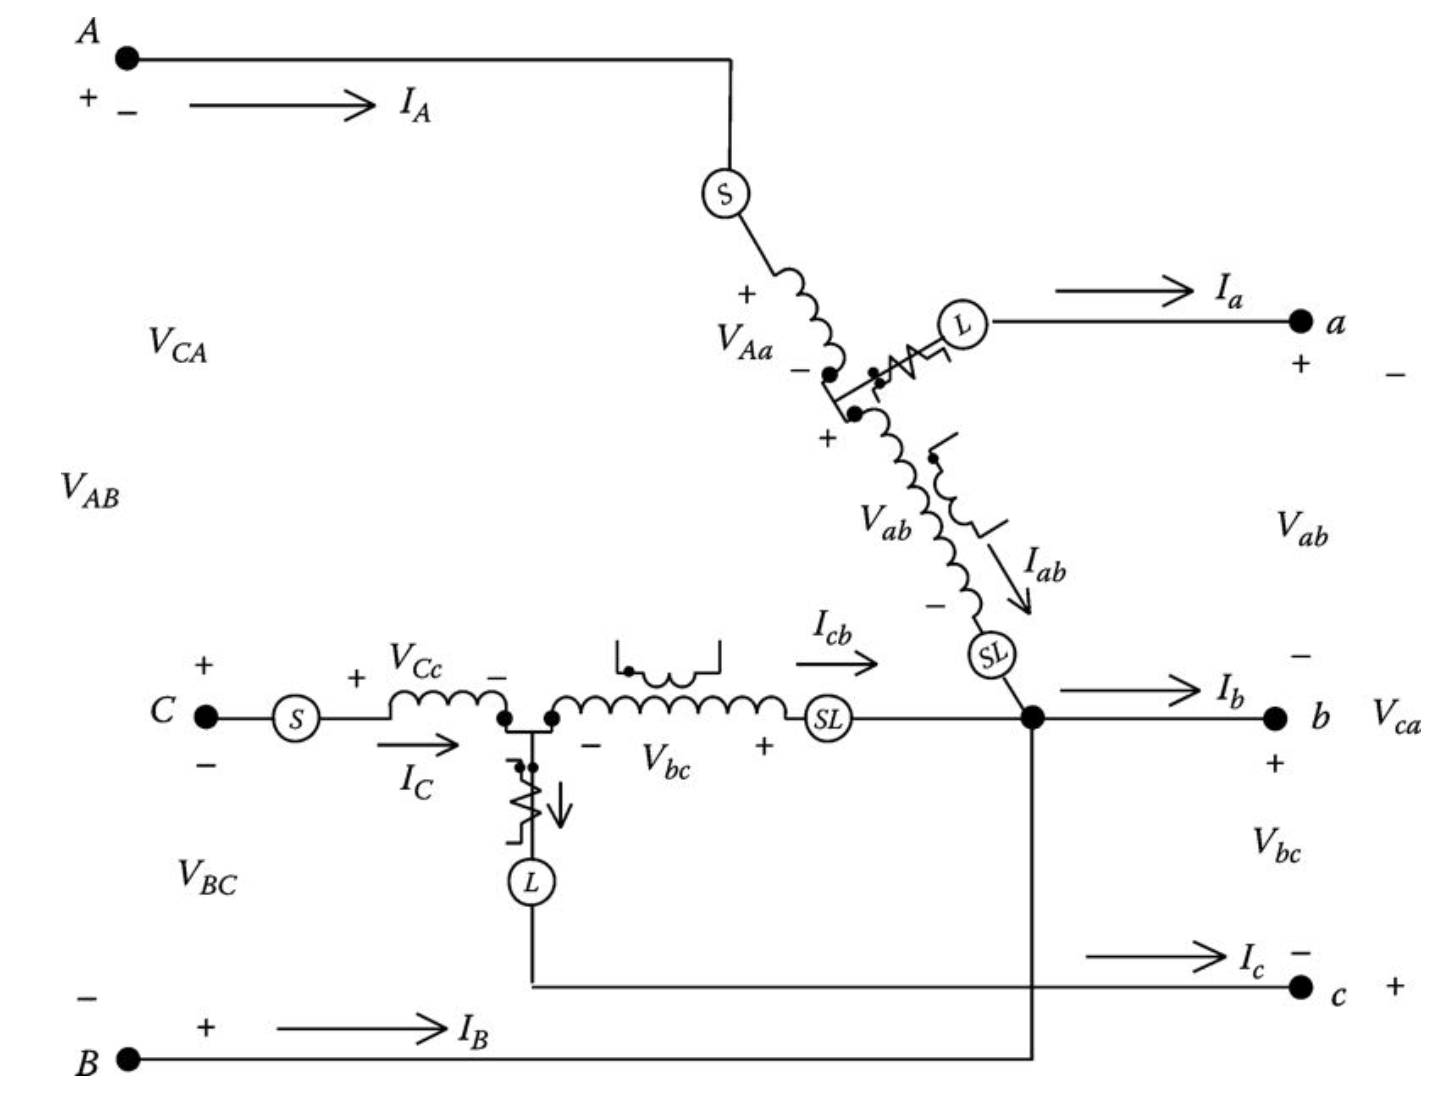 A
+ − I_A
S
I_a
+
V_CA V_Aa L a
− + −
+
V_AB V_ab V_ab
I_ab
−
I_cb
+ V_Cc SL −
+ − I_b
C S SL b V_ca
− I_C − V_bc + +
V_BC L V_bc
I_c −
c +
−
+ I_B
B